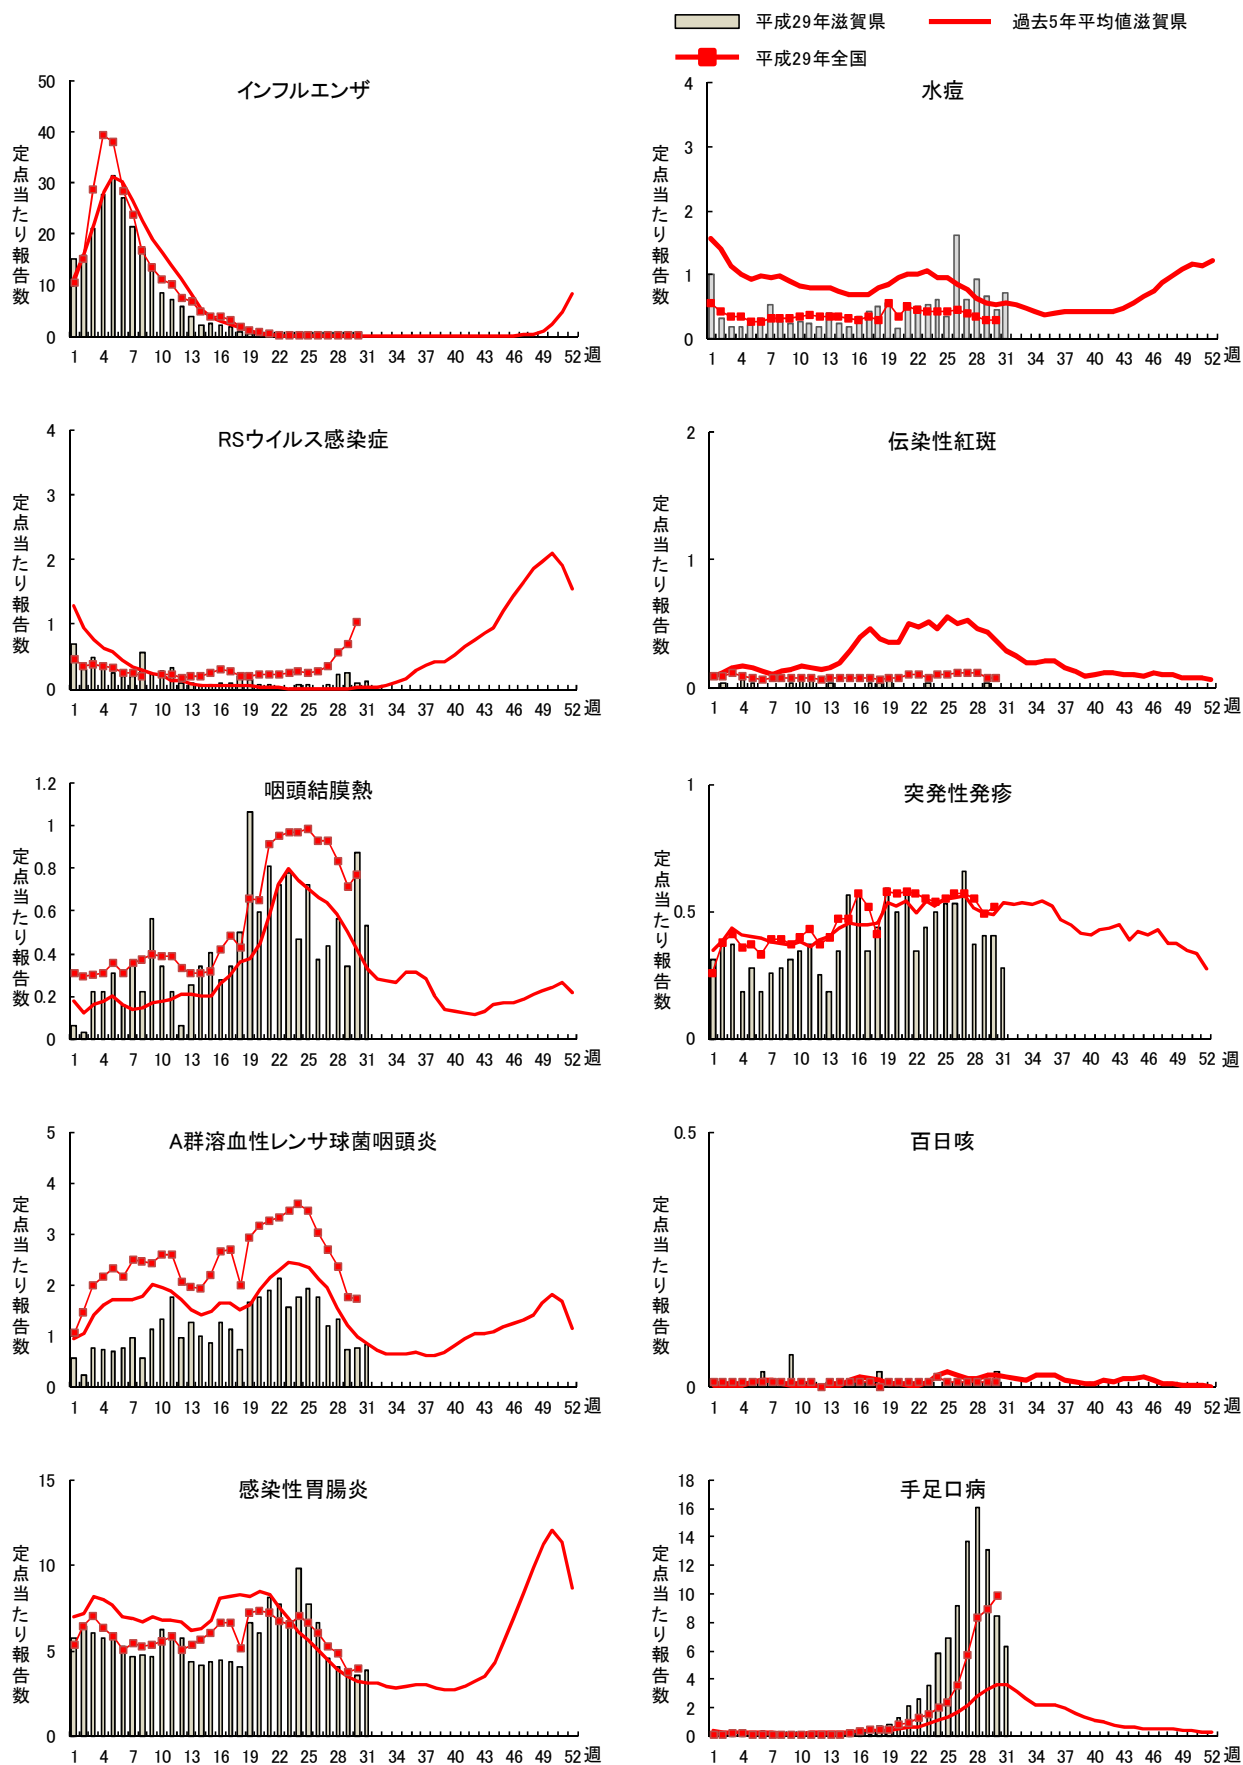 平成29年滋賀県
過去5年平均値滋賀県
平成29年全国
インフルエンザ
定点当たり報告数
50
40
30
20
10
0
1 4 7 10 13 16 19 22 25 28 31 34 37 40 43 46 49 52 週
水痘
定点当たり報告数
4
3
2
1
0
1 4 7 10 13 16 19 22 25 28 31 34 37 40 43 46 49 52 週
RSウイルス感染症
定点当たり報告数
4
3
2
1
0
1 4 7 10 13 16 19 22 25 28 31 34 37 40 43 46 49 52 週
伝染性紅斑
定点当たり報告数
2
1
0
1 4 7 10 13 16 19 22 25 28 31 34 37 40 43 46 49 52 週
咽頭結膜熱
定点当たり報告数
1.2
1
0.8
0.6
0.4
0.2
0
1 4 7 10 13 16 19 22 25 28 31 34 37 40 43 46 49 52 週
突発性発疹
定点当たり報告数
1
0.5
0
1 4 7 10 13 16 19 22 25 28 31 34 37 40 43 46 49 52 週
A群溶血性レンサ球菌咽頭炎
定点当たり報告数
5
4
3
2
1
0
1 4 7 10 13 16 19 22 25 28 31 34 37 40 43 46 49 52 週
百日咳
定点当たり報告数
0.5
0
1 4 7 10 13 16 19 22 25 28 31 34 37 40 43 46 49 52 週
感染性胃腸炎
定点当たり報告数
15
10
5
0
1 4 7 10 13 16 19 22 25 28 31 34 37 40 43 46 49 52 週
手足口病
定点当たり報告数
18
16
14
12
10
8
6
4
2
0
1 4 7 10 13 16 19 22 25 28 31 34 37 40 43 46 49 52 週